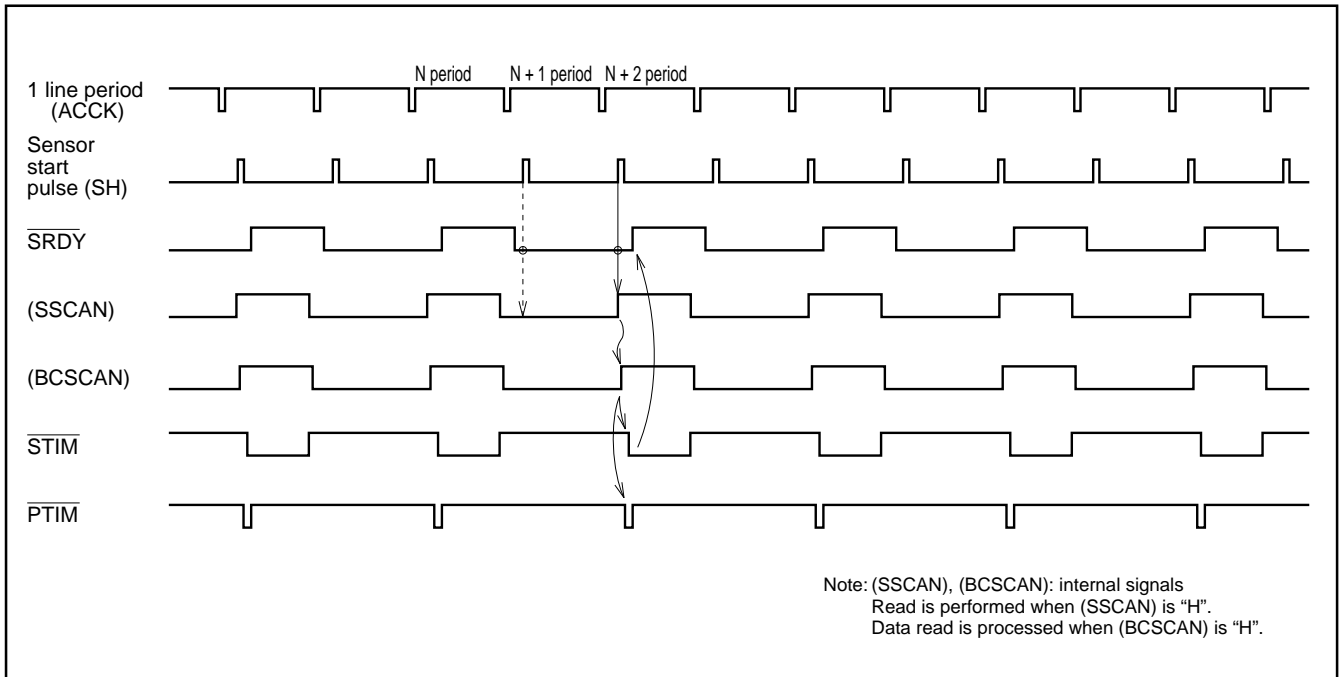 N period N + 1 period N + 2 period
1 line period
(ACCK)
Sensor
start
pulse (SH)
SRDY
(SSCAN)
(BCSCAN)
STIM
PTIM
Note: (SSCAN), (BCSCAN): internal signals
Read is performed when (SSCAN) is “H”.
Data read is processed when (BCSCAN) is “H”.